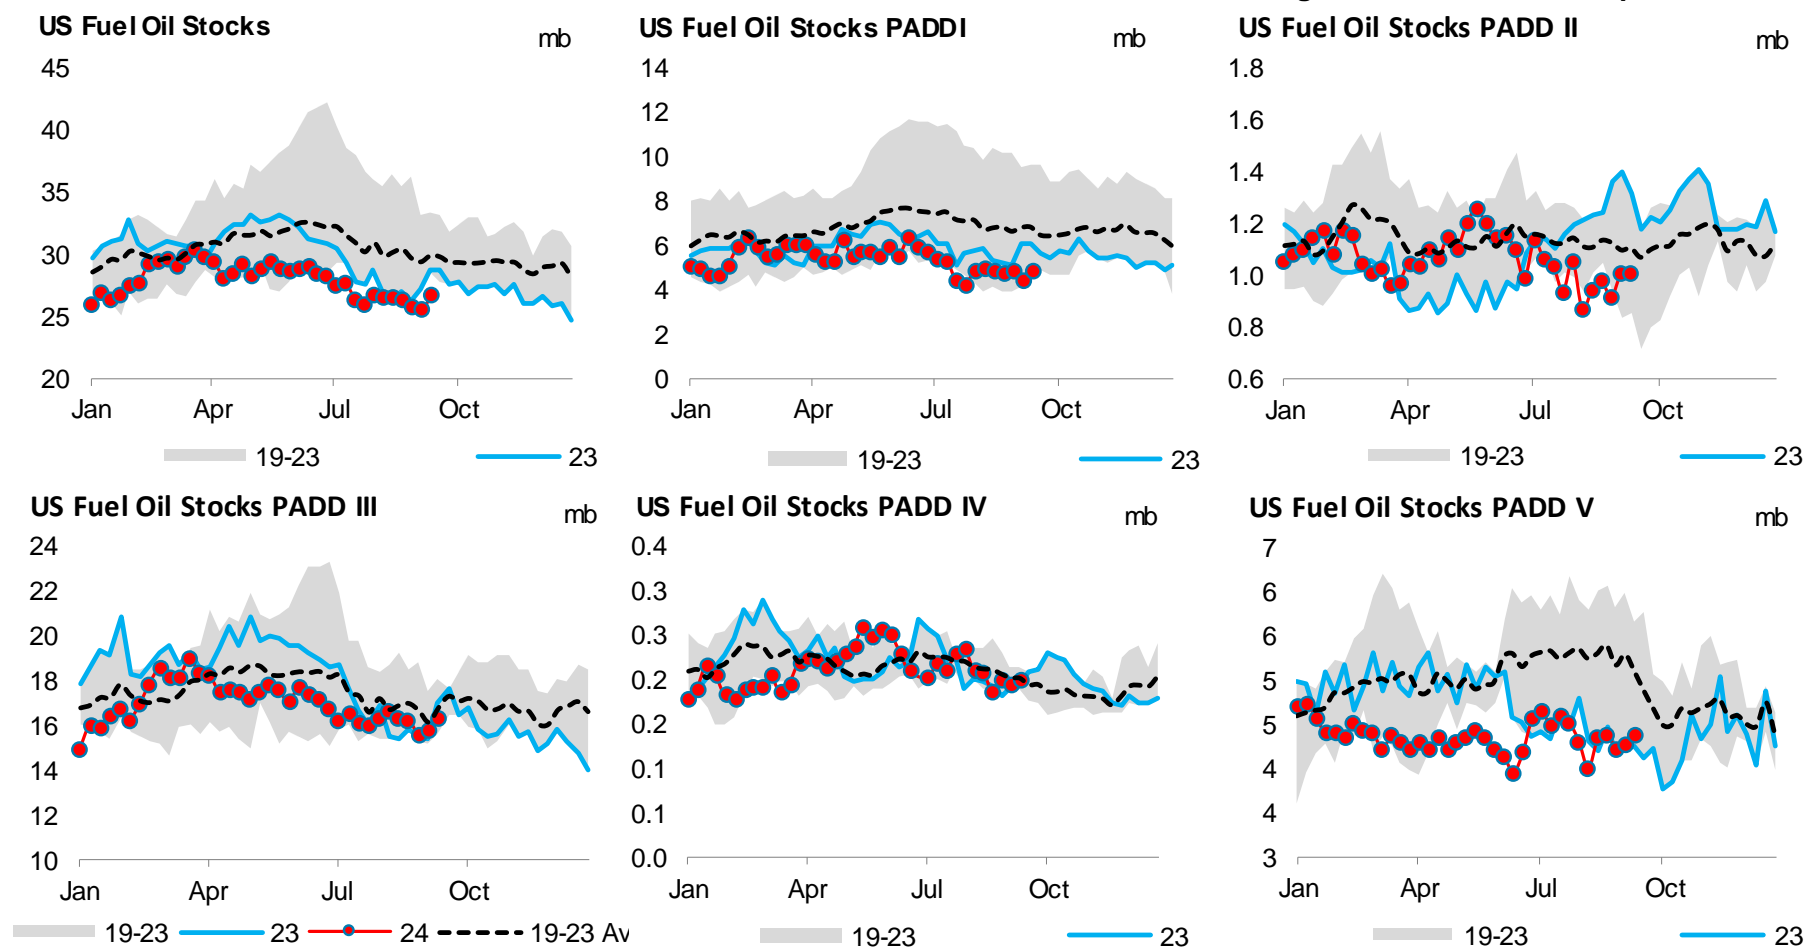 US Fuel Oil Stocks
mb
45
40
35
30
25
20
Jan Apr Jul Oct
19-23 23
US Fuel Oil Stocks PADD I
mb
14
12
10
8
6
4
2
0
Jan Apr Jul Oct
19-23 23
US Fuel Oil Stocks PADD II
mb
1.8
1.6
1.4
1.2
1.0
0.8
0.6
Jan Apr Jul Oct
19-23 23
US Fuel Oil Stocks PADD III
mb
24
22
20
18
16
14
12
10
Jan Apr Jul Oct
19-23 23 24 19-23 Av
US Fuel Oil Stocks PADD IV
mb
0.4
0.3
0.3
0.2
0.2
0.1
0.1
0.0
Jan Apr Jul Oct
19-23 23
US Fuel Oil Stocks PADD V
mb
7
6
6
5
5
4
4
3
Jan Apr Jul Oct
19-23 23